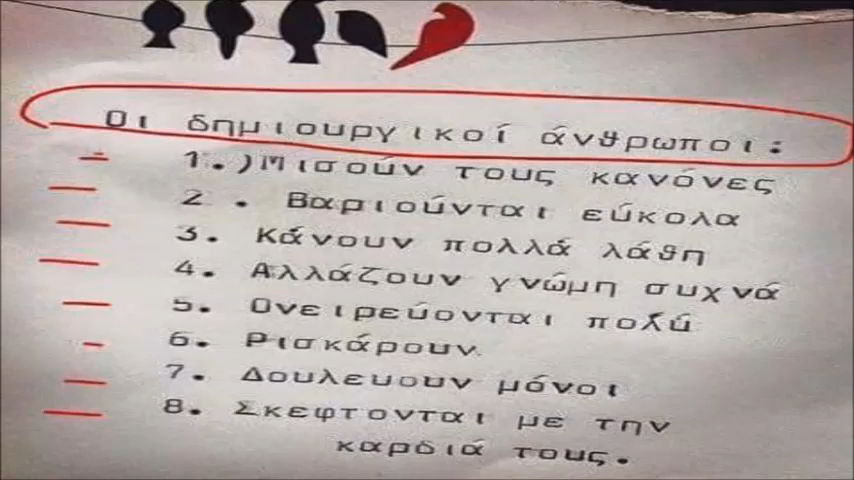 Οι δημιουργικοί άνθρωποι:
1.)Μισούν τους κανόνες
2 . Βαριούνται εύκολα
3. Κάνουν πολλά λάθη
4. Αλλάζουν γνώμη συχνά
5. Ονειρεύονται πολύ
6. Ρισκάρουν
7. Δουλευουν μόνοι
8. Σκεφτονται με την
καρδιά τους.